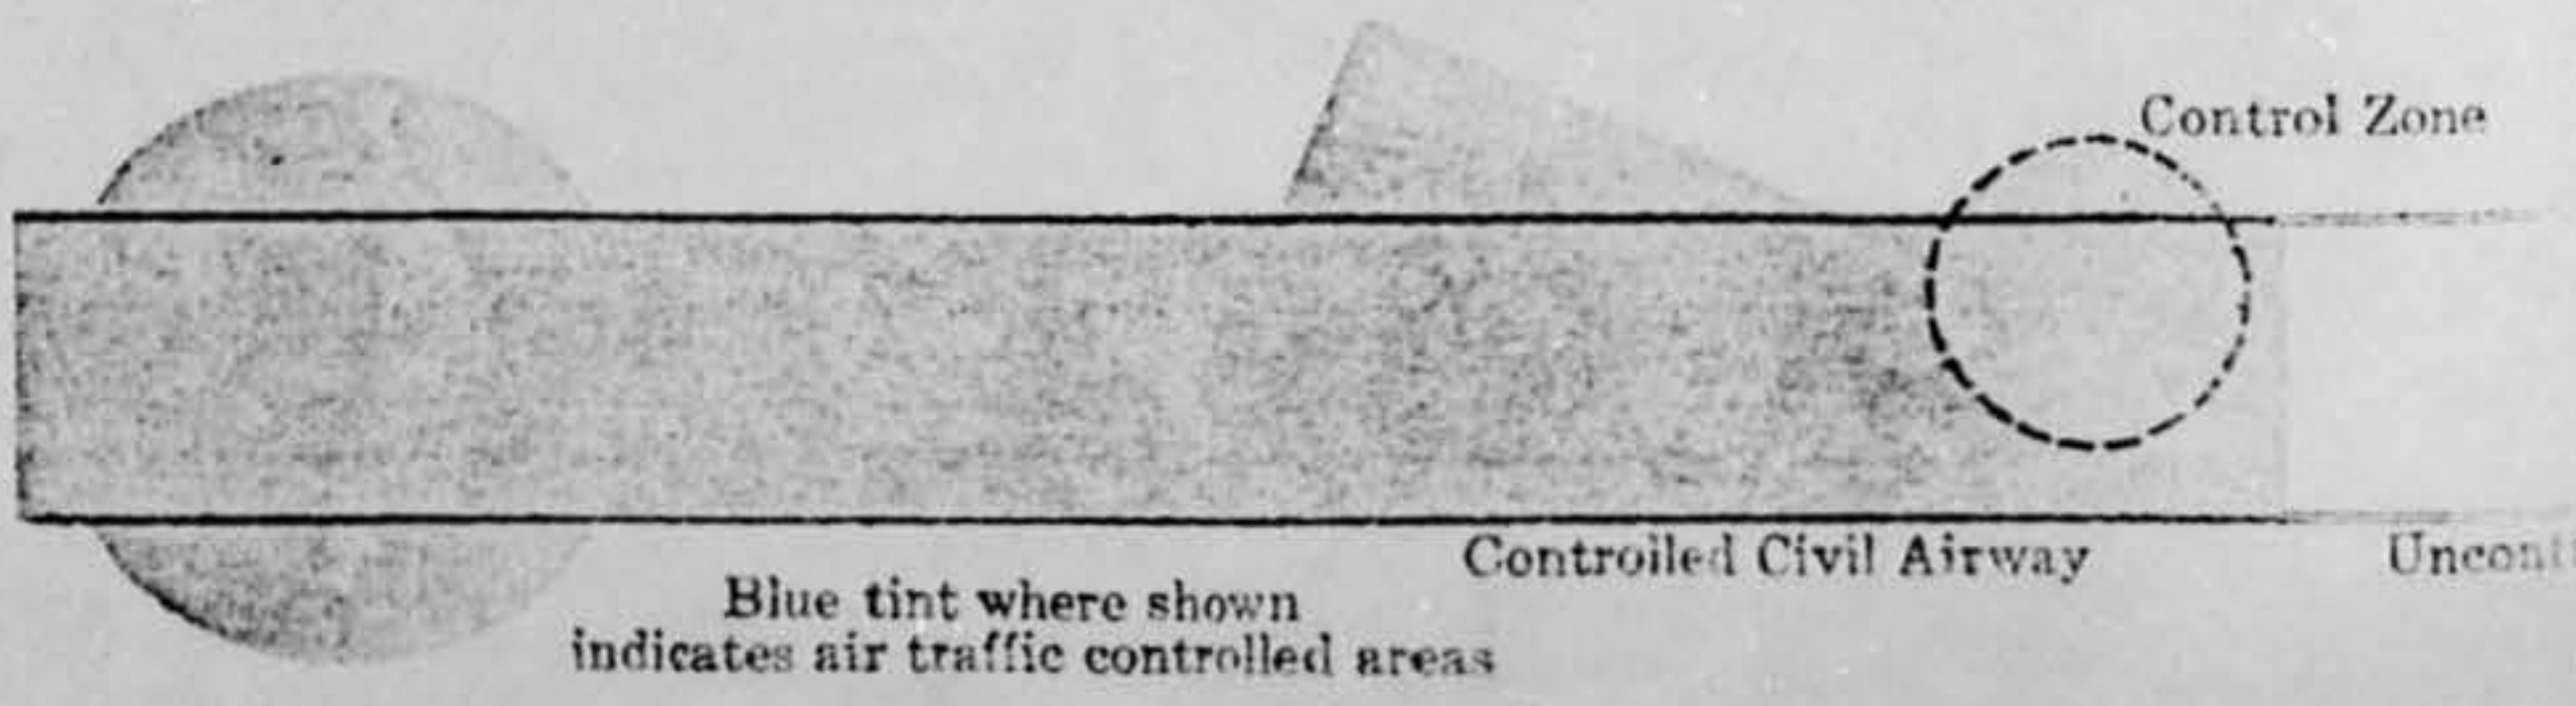 Control Zone
Controlled Civil Airway
Blue tint where shown
indicates air traffic controlled areas